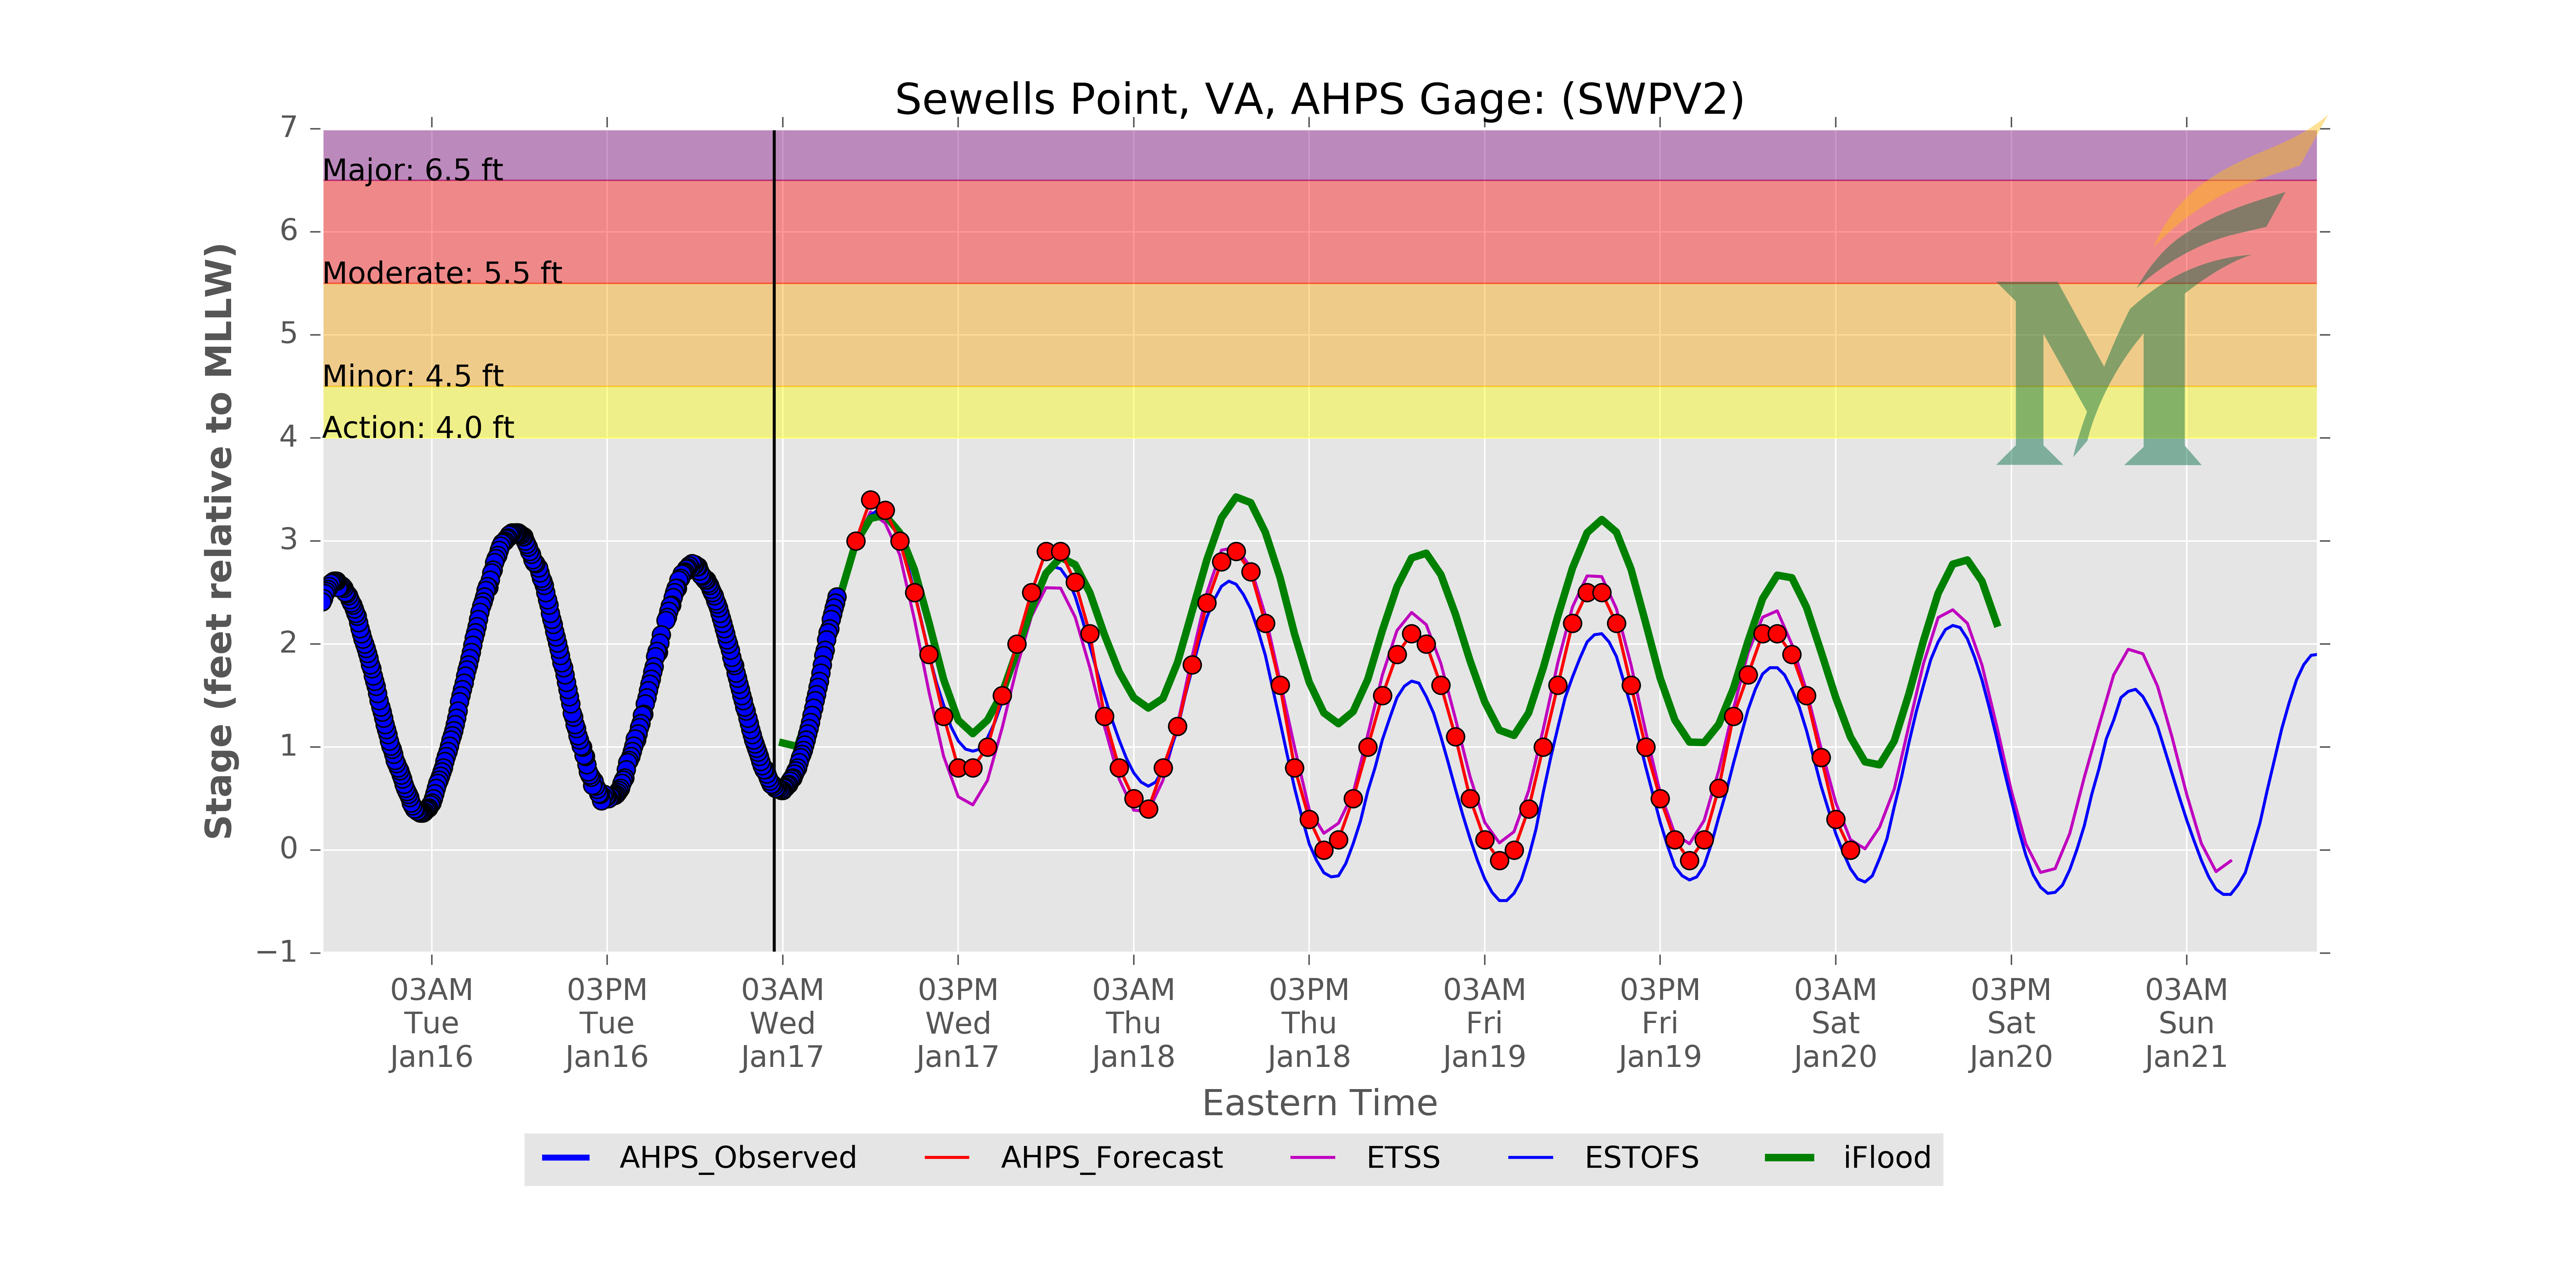 Sewells Point, VA, AHPS Gage: (SWPV2)
Stage (feet relative to MLLW)
7
6
5
4
3
2
1
0
−1
Major: 6.5 ft
Moderate: 5.5 ft
Minor: 4.5 ft
Action: 4.0 ft
03AM 03PM 03AM 03PM 03AM 03PM 03AM 03PM 03AM 03PM 03AM
Tue Tue Wed Wed Thu Thu Fri Fri Sat Sat Sun
Jan16 Jan16 Jan17 Jan17 Jan18 Jan18 Jan19 Jan19 Jan20 Jan20 Jan21
Eastern Time
AHPS_Observed AHPS_Forecast ETSS ESTOFS iFlood